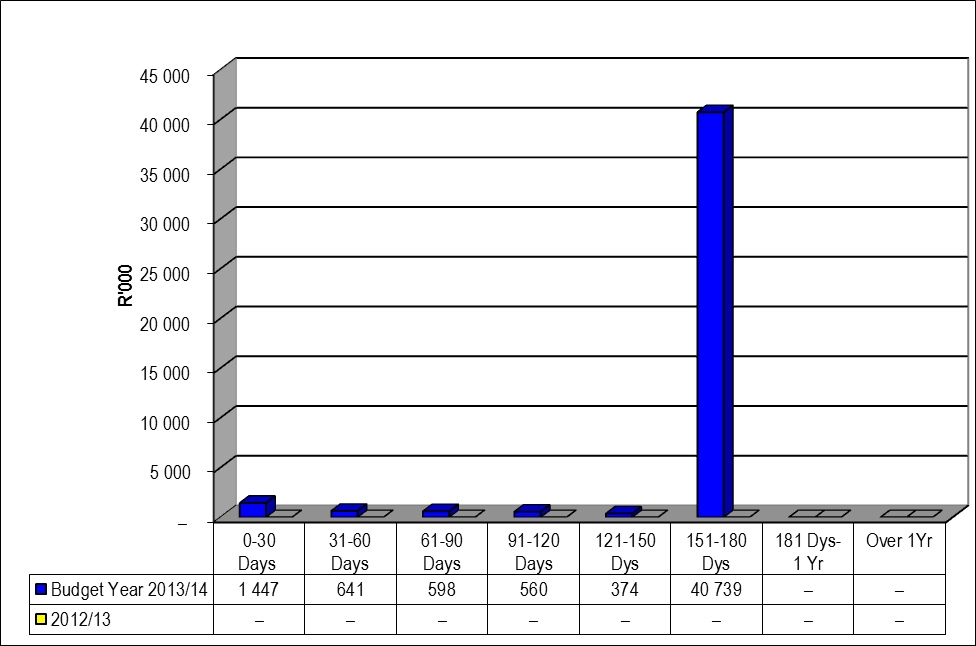 45 000
40 000
35 000
30 000
25 000
20 000
15 000
10 000
5 000
–
R'000
0-30 Days
31-60 Days
61-90 Days
91-120 Days
121-150 Dys
151-180 Dys
181 Dys-1 Yr
Over 1Yr
Budget Year 2013/14 1 447 641 598 560 374 40 739 – –
2012/13 – – – – – – – –